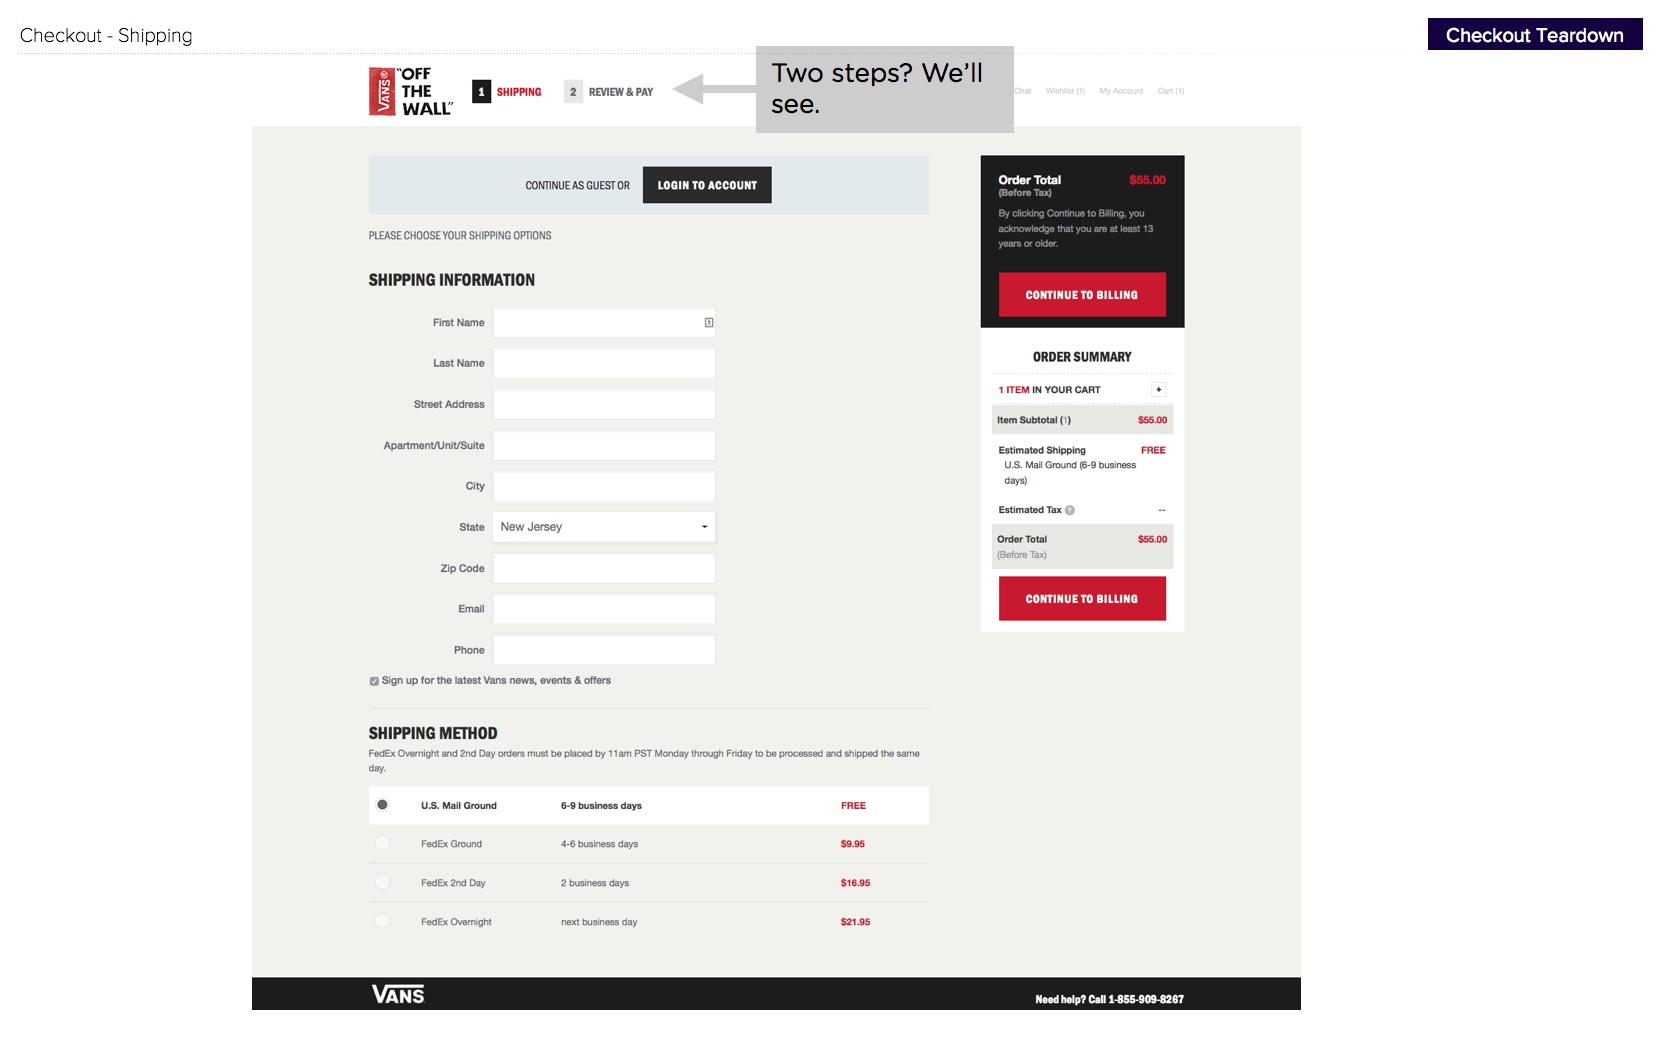 Checkout - Shipping
Checkout Teardown
VANS® "OFF
THE
WALL"
1 SHIPPING
2 REVIEW & PAY
Two steps? We'll
see.
Chat
Wishlist (1)
My Account
Cart (1)
CONTINUE AS GUEST OR
LOGIN TO ACCOUNT
PLEASE CHOOSE YOUR SHIPPING OPTIONS
SHIPPING INFORMATION
First Name
Last Name
Street Address
Apartment/Unit/Suite
City
State New Jersey
Zip Code
Email
Phone
Sign up for the latest Vans news, events & offers
SHIPPING METHOD
FedEx Overnight and 2nd Day orders must be placed by 11am PST Monday through Friday to be processed and shipped the same
day.
U.S. Mail Ground 6-9 business days FREE
FedEx Ground 4-6 business days $9.95
FedEx 2nd Day 2 business days $16.95
FedEx Overnight next business day $21.95
Order Total $55.00
(Before Tax)
By clicking Continue to Billing, you
acknowledge that you are at least 13
years or older.
CONTINUE TO BILLING
ORDER SUMMARY
1 ITEM IN YOUR CART +
Item Subtotal (1) $55.00
Estimated Shipping FREE
U.S. Mail Ground (6-9 business
days)
Estimated Tax ? --
Order Total $55.00
(Before Tax)
CONTINUE TO BILLING
VANS
Need help? Call 1-855-909-8267